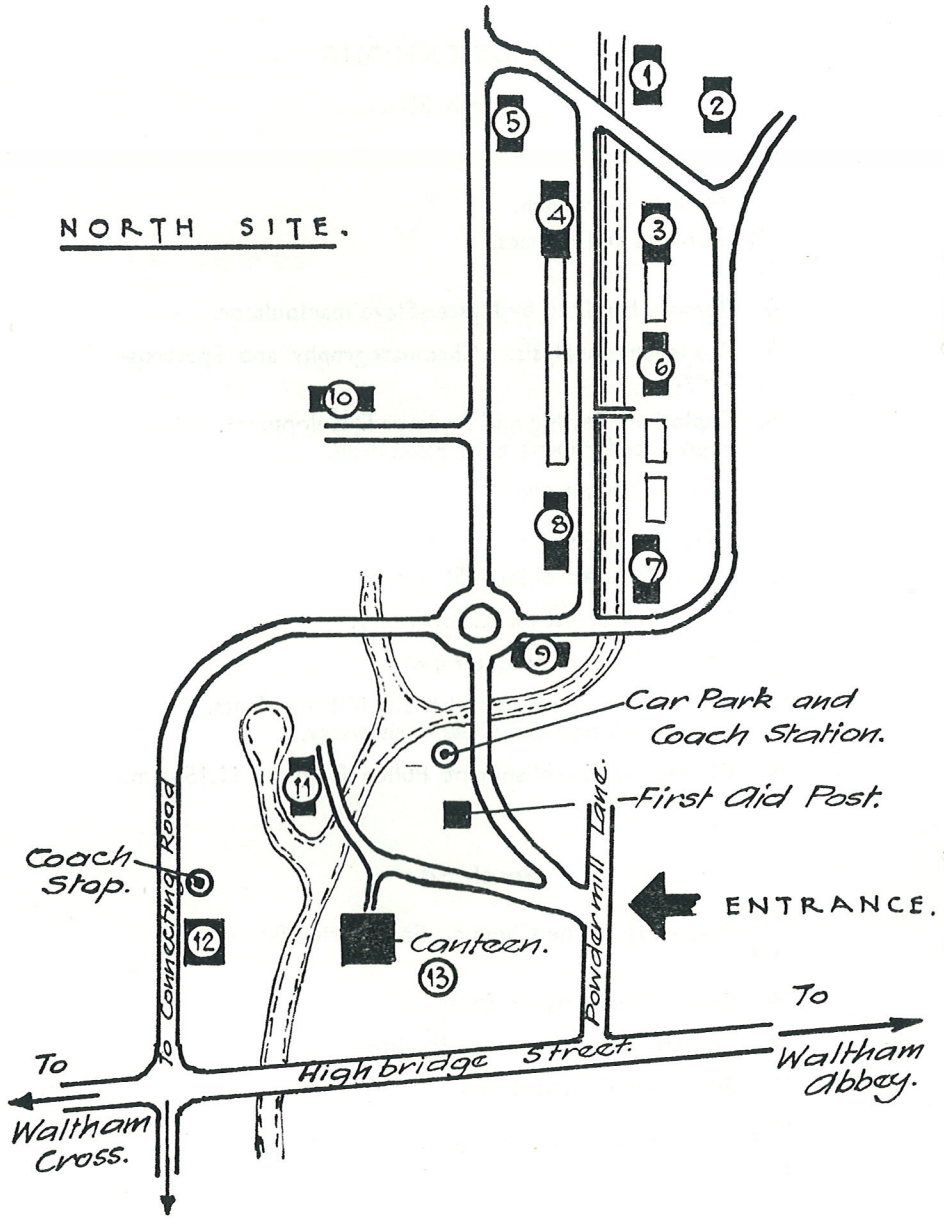 1
2
5
4
3
NORTH SITE.
6
10
8
7
9
Car Park and
Coach Station.
11
First Aid Post.
Powdermill Lane.
Coach
Stop.
To Connecting Road
ENTRANCE.
12
Canteen.
13
To
To
Highbridge Street.
Waltham
Abbey.
Waltham
Cross.